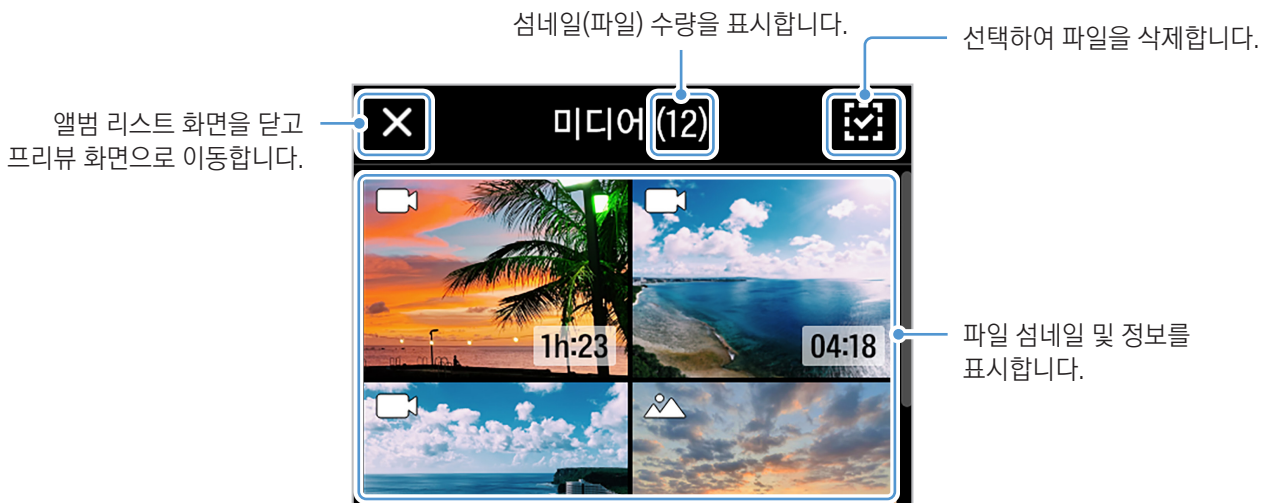 섬네일(파일) 수량을 표시합니다.
선택하여 파일을 삭제합니다.
앨범 리스트 화면을 닫고
프리뷰 화면으로 이동합니다.
미디어 (12)
1h:23
04:18
파일 섬네일 및 정보를
표시합니다.